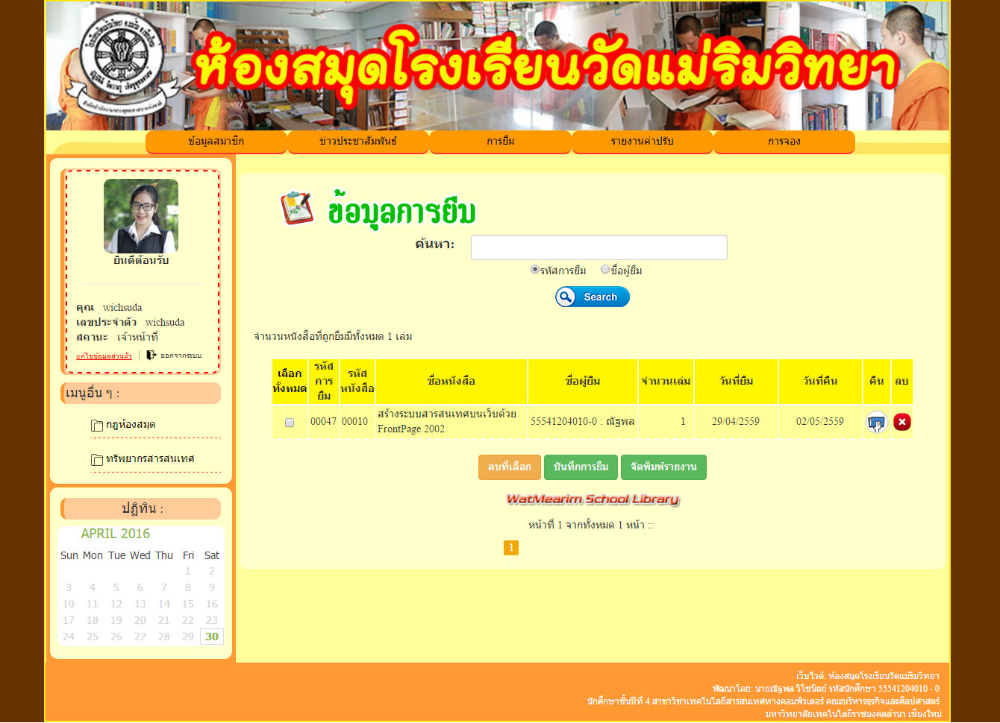 ห้องสมุดโรงเรียนวัดแม่ริมวิทยา
ข้อมูลสมาชิก
ข่าวประชาสัมพันธ์
การยืม
รายงานค่าปรับ
การจอง
ยินดีต้อนรับ
คุณ wichsuda
เลขประจำตัว wichsuda
สถานะ เจ้าหน้าที่
แก้ไขข้อมูลส่วนตัว
ออกจากระบบ
เมนูอื่น ๆ :
กฎห้องสมุด
ทรัพยากรสารสนเทศ
ปฏิทิน :
APRIL 2016
Sun Mon Tue Wed Thu Fri Sat
1 2
3 4 5 6 7 8 9
10 11 12 13 14 15 16
17 18 19 20 21 22 23
24 25 26 27 28 29 30
ข้อมูลการยืม
ค้นหา:
รหัสการยืม ชื่อผู้ยืม
Search
จำนวนหนังสือที่ถูกยืมมีทั้งหมด 1 เล่ม
เลือกทั้งหมด รหัสการยืม รหัสหนังสือ ชื่อหนังสือ ชื่อผู้ยืม จำนวนเล่ม วันที่ยืม วันที่คืน คืน ลบ
00047 00010 สร้างระบบสารสนเทศบนเว็บด้วย FrontPage 2002 55541204010-0 : ณัฐพล 1 29/04/2559 02/05/2559
ลบที่เลือก บันทึกการยืม จัดพิมพ์รายงาน
WatMearim School Library
หน้าที่ 1 จากทั้งหมด 1 หน้า ::
1
เว็บไวต์: ห้องสมุดโรงเรียนวัดแม่ริมวิทยา
พัฒนาโดย: นายณัฐพล วิโชนิตย์ รหัสนักศึกษา 55541204010 - 0
นักศึกษาชั้นปีที่ 4 สาขาวิชาเทคโนโลยีสารสนเทศทางคอมพิวเตอร์ คณะบริหารธุรกิจและศิลปศาสตร์
มหาวิทยาลัยเทคโนโลยีราชมงคลล้านา เชียงใหม่